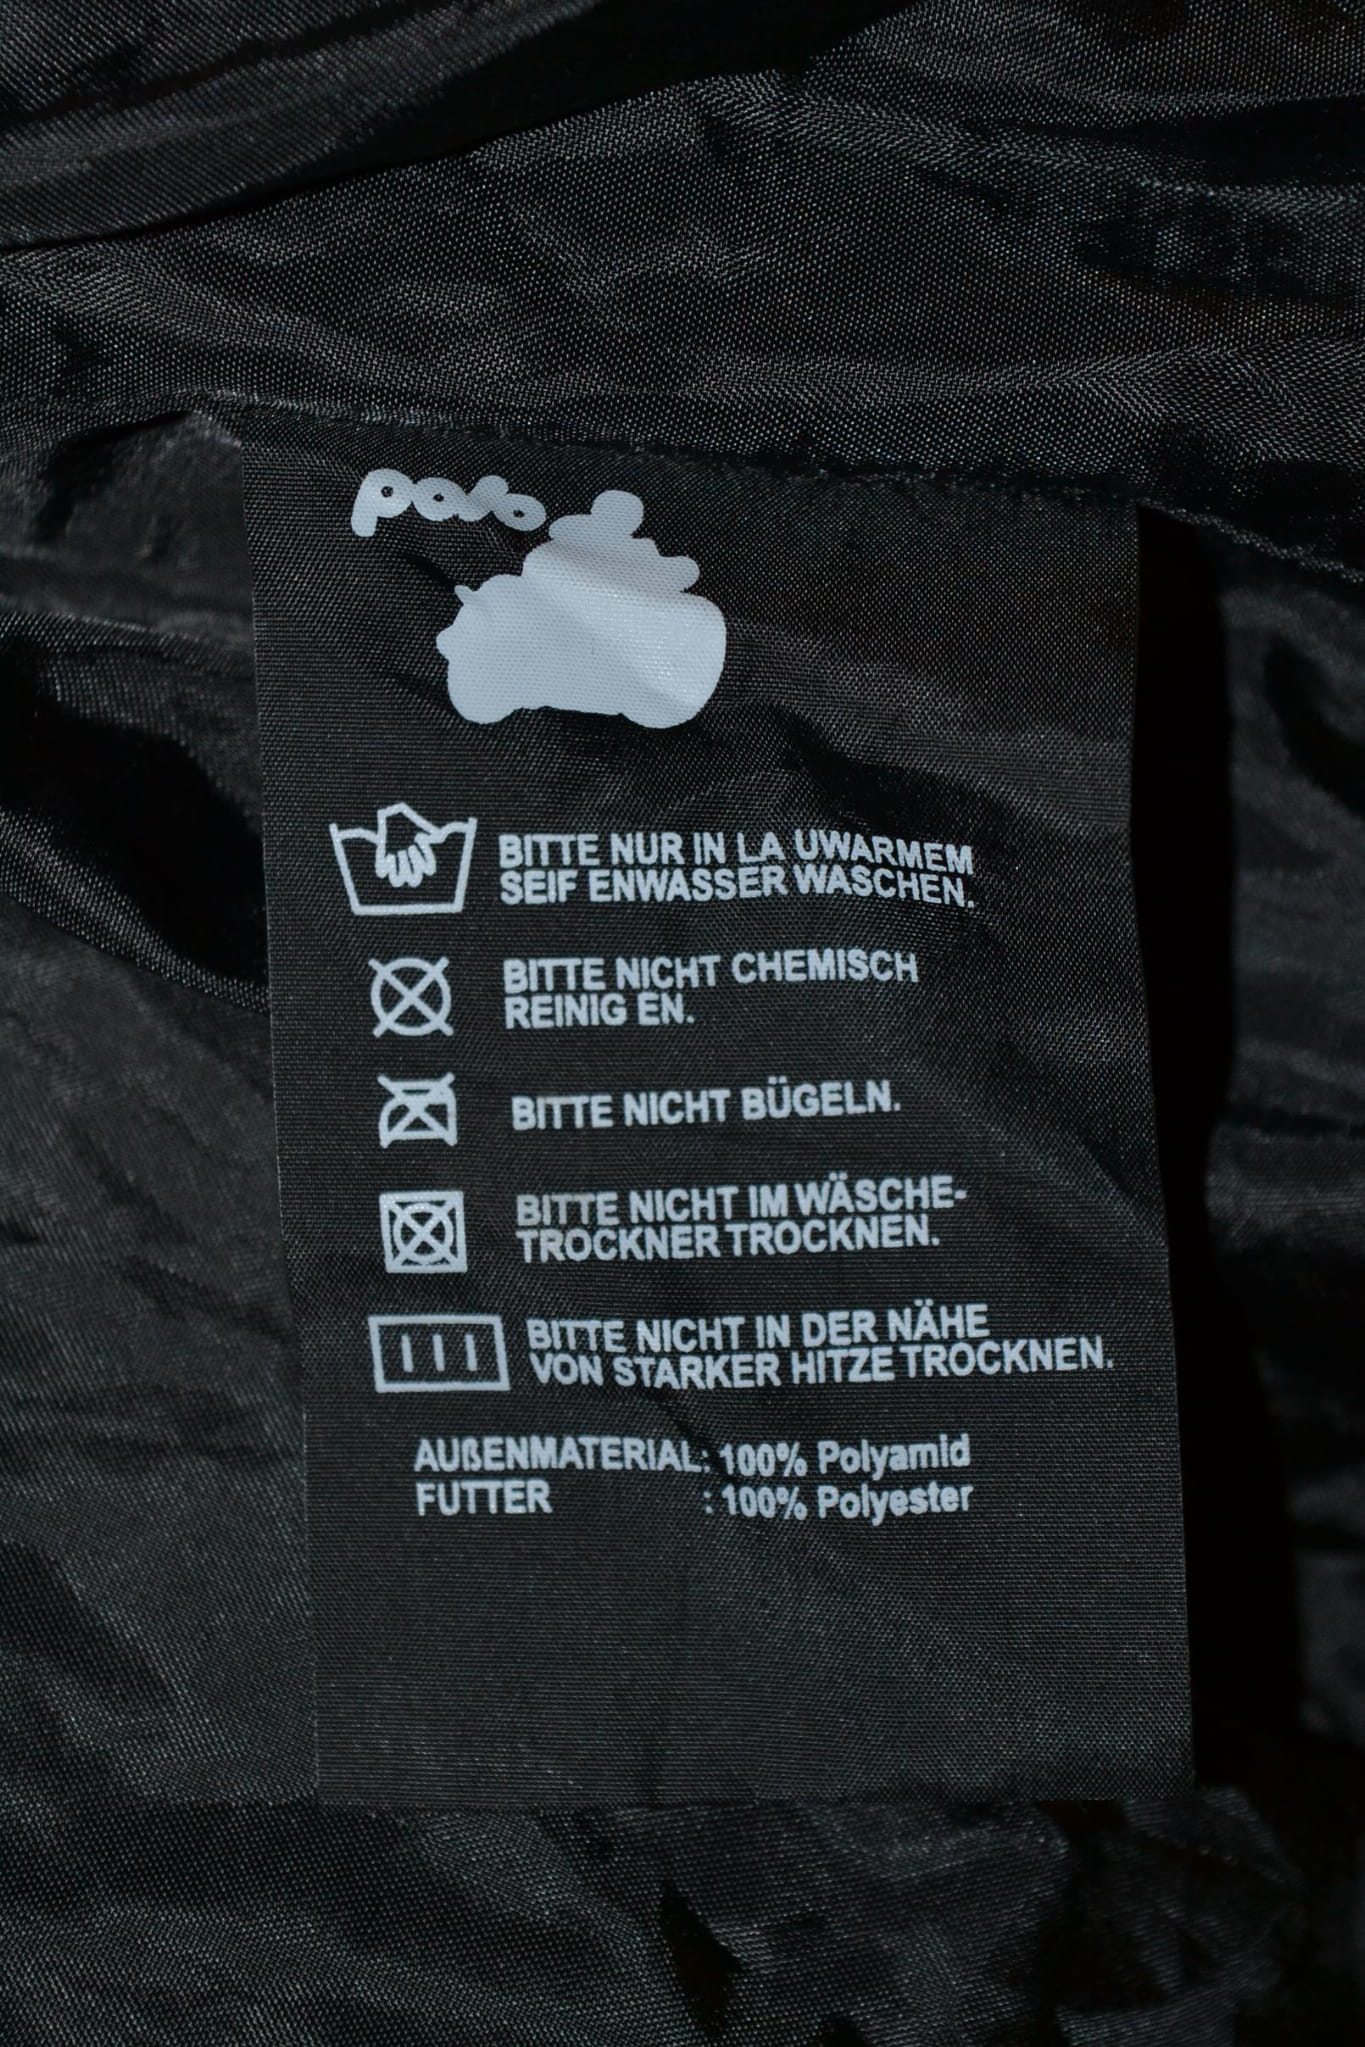 polo
BITTE NUR IN LA UWARMEM
SEIF ENWASSER WASCHEN.
BITTE NICHT CHEMISCH
REINIG EN.
BITTE NICHT BÜGELN.
BITTE NICHT IM WÄSCHE-
TROCKNER TROCKNEN.
BITTE NICHT IN DER NÄHE
VON STARKER HITZE TROCKNEN.
AUßENMATERIAL: 100% Polyamid
FUTTER : 100% Polyester